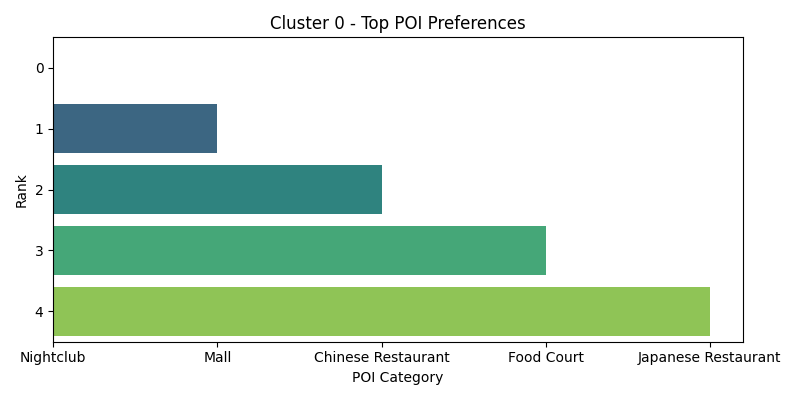 Cluster 0 - Top POI Preferences
Rank
0
1
2
3
4
Nightclub Mall Chinese Restaurant Food Court Japanese Restaurant
POI Category